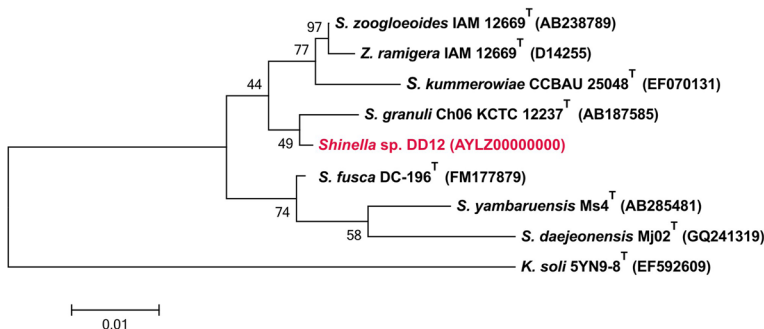 S. zoogloeoides IAM 12669T (AB238789)
97
Z. ramigera IAM 12669T (D14255)
77
S. kummerowiae CCBAU 25048T (EF070131)
44
S. granuli Ch06 KCTC 12237T (AB187585)
49
Shinella sp. DD12 (AYLZ00000000)
S. fusca DC-196T (FM177879)
74
S. yambaruensis Ms4T (AB285481)
58
S. daejeonensis Mj02T (GQ241319)
K. soli 5YN9-8T (EF592609)
0.01